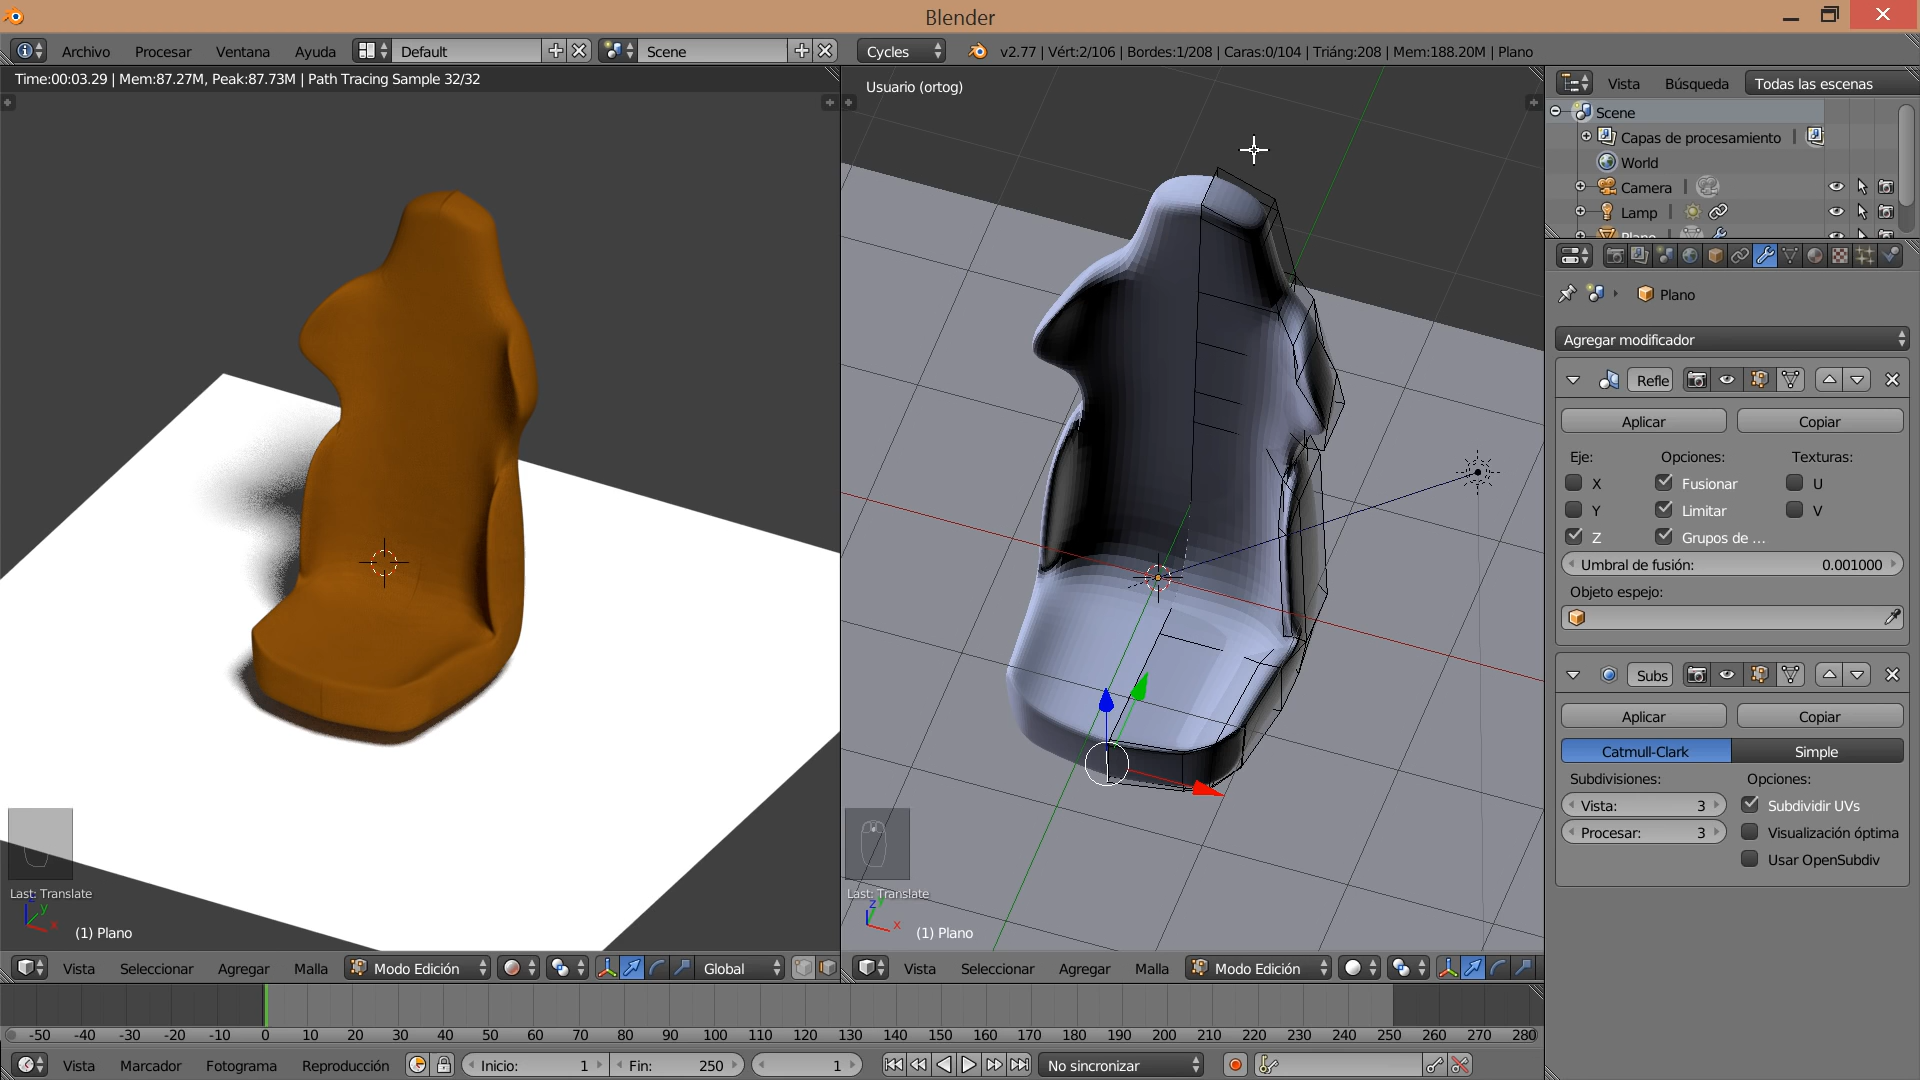 Blender
Archivo Procesar Ventana Ayuda Default Scene Cycles v2.77 | Vért:2/106 | Bordes:1/208 | Caras:0/104 | Triáng:208 | Mem:188.20M | Plano
Time:00:03.29 | Mem:87.27M, Peak:87.73M | Path Tracing Sample 32/32
Usuario (ortog)
Vista Búsqueda Todas las escenas
Scene
Capas de procesamiento |
World
Camera |
Lamp |
Plano
Plano
Agregar modificador
Refle
Aplicar Copiar
Eje: Opciones: Texturas:
X Fusionar U
Y Limitar V
Z Grupos de ...
Umbral de fusión: 0.001000
Objeto espejo:
Subs
Aplicar Copiar
Catmull-Clark Simple
Subdivisiones: Opciones:
Vista: 3 Subdividir UVs
Procesar: 3 Visualización óptima
Usar OpenSubdiv
Last: Translate
z y x
(1) Plano
Last: Translate
z x
(1) Plano
Vista Seleccionar Agregar Malla Modo Edición Global
Vista Seleccionar Agregar Malla Modo Edición
-50 -40 -30 -20 -10 0 10 20 30 40 50 60 70 80 90 100 110 120 130 140 150 160 170 180 190 200 210 220 230 240 250 260 270 280
Vista Marcador Fotograma Reproducción Inicio: 1 Fin: 250 1 No sincronizar